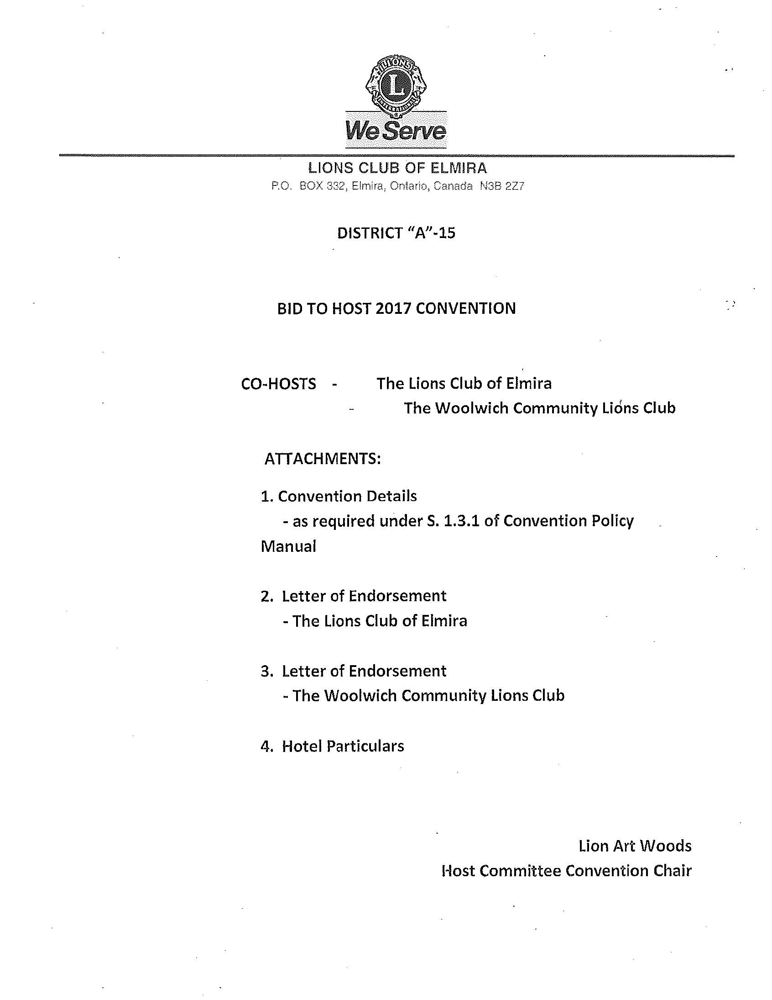 LIONS
L
INTERNATIONAL
We Serve
LIONS CLUB OF ELMIRA
P.O. BOX 332, Elmira, Ontario, Canada N3B 2Z7
DISTRICT “A”-15
BID TO HOST 2017 CONVENTION
CO-HOSTS - The Lions Club of Elmira
- The Woolwich Community Lions Club
ATTACHMENTS:
1. Convention Details
- as required under S. 1.3.1 of Convention Policy
Manual
2. Letter of Endorsement
- The Lions Club of Elmira
3. Letter of Endorsement
- The Woolwich Community Lions Club
4. Hotel Particulars
Lion Art Woods
Host Committee Convention Chair